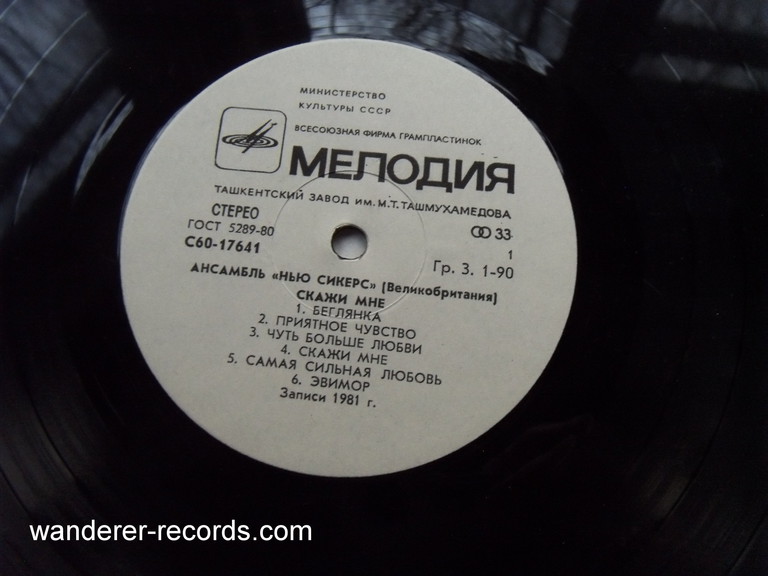 МИНИСТЕРСТВО
КУЛЬТУРЫ СССР
ВСЕСОЮЗНАЯ ФИРМА ГРАМПЛАСТИНОК
МЕЛОДИЯ
ТАШКЕНТСКИЙ ЗАВОД ИМ. М.Т. ТАШМУХАМЕДОВА
СТЕРЕО
ГОСТ 5289-80
С60-17641
33
1
Гр. 3. 1-90
АНСАМБЛЬ «НЬЮ СИКЕРС» (Великобритания)
СКАЖИ МНЕ
1. БЕГЛЯНКА
2. ПРИЯТНОЕ ЧУВСТВО
3. ЧУТЬ БОЛЬШЕ ЛЮБВИ
4. СКАЖИ МНЕ
5. САМАЯ СИЛЬНАЯ ЛЮБОВЬ
6. ЭВИМОР
Записи 1981 г.
wanderer-records.com